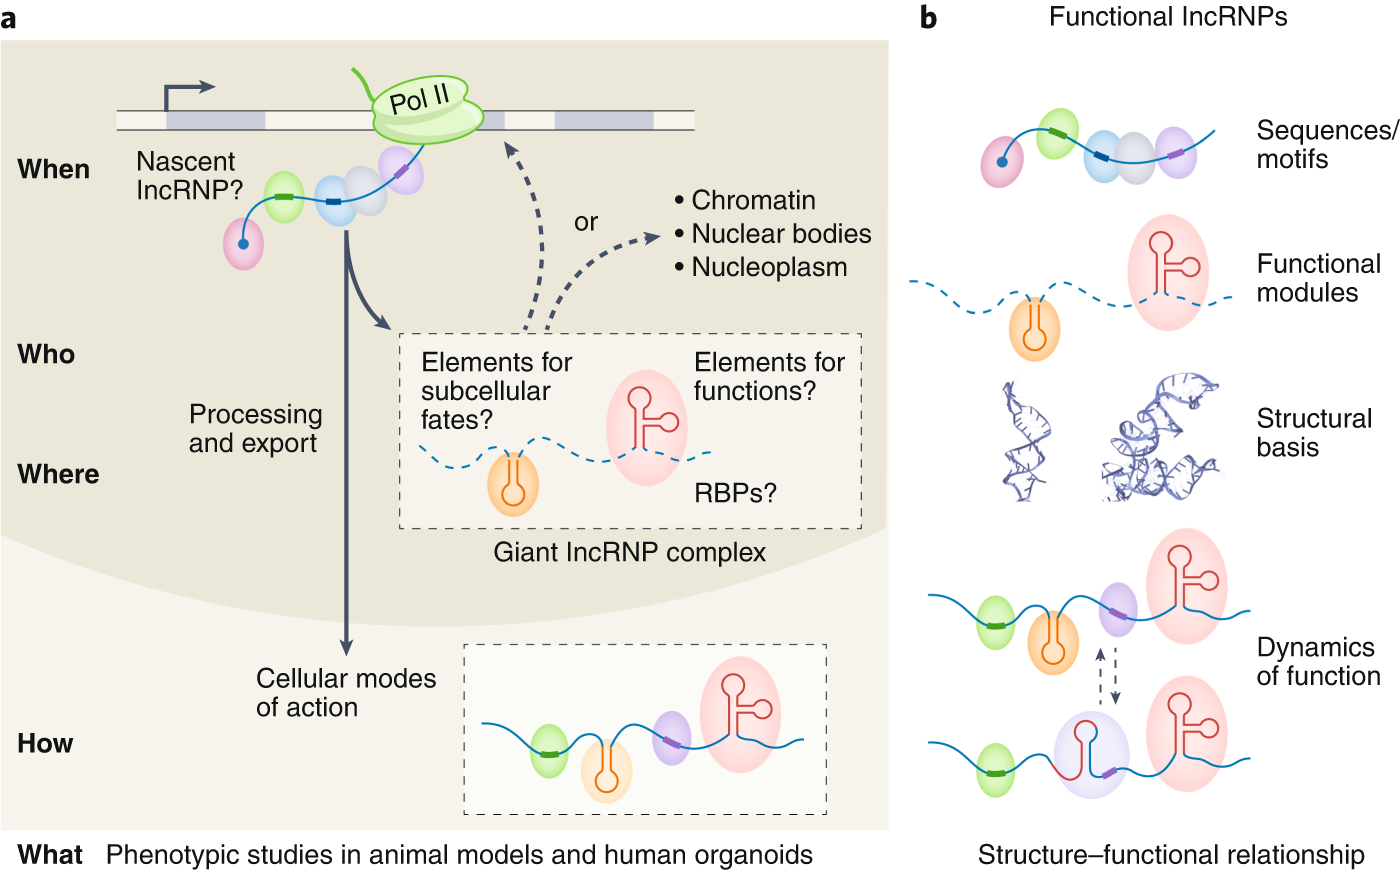 a
Pol II
When
Nascent
lncRNP?
or
• Chromatin
• Nuclear bodies
• Nucleoplasm
Who
Elements for
subcellular
fates?
Elements for
functions?
Processing
and export
Where
RBPs?
Giant lncRNP complex
Cellular modes
of action
How
What Phenotypic studies in animal models and human organoids
b
Functional lncRNPs
Sequences/
motifs
Functional
modules
Structural
basis
Dynamics
of function
Structure–functional relationship